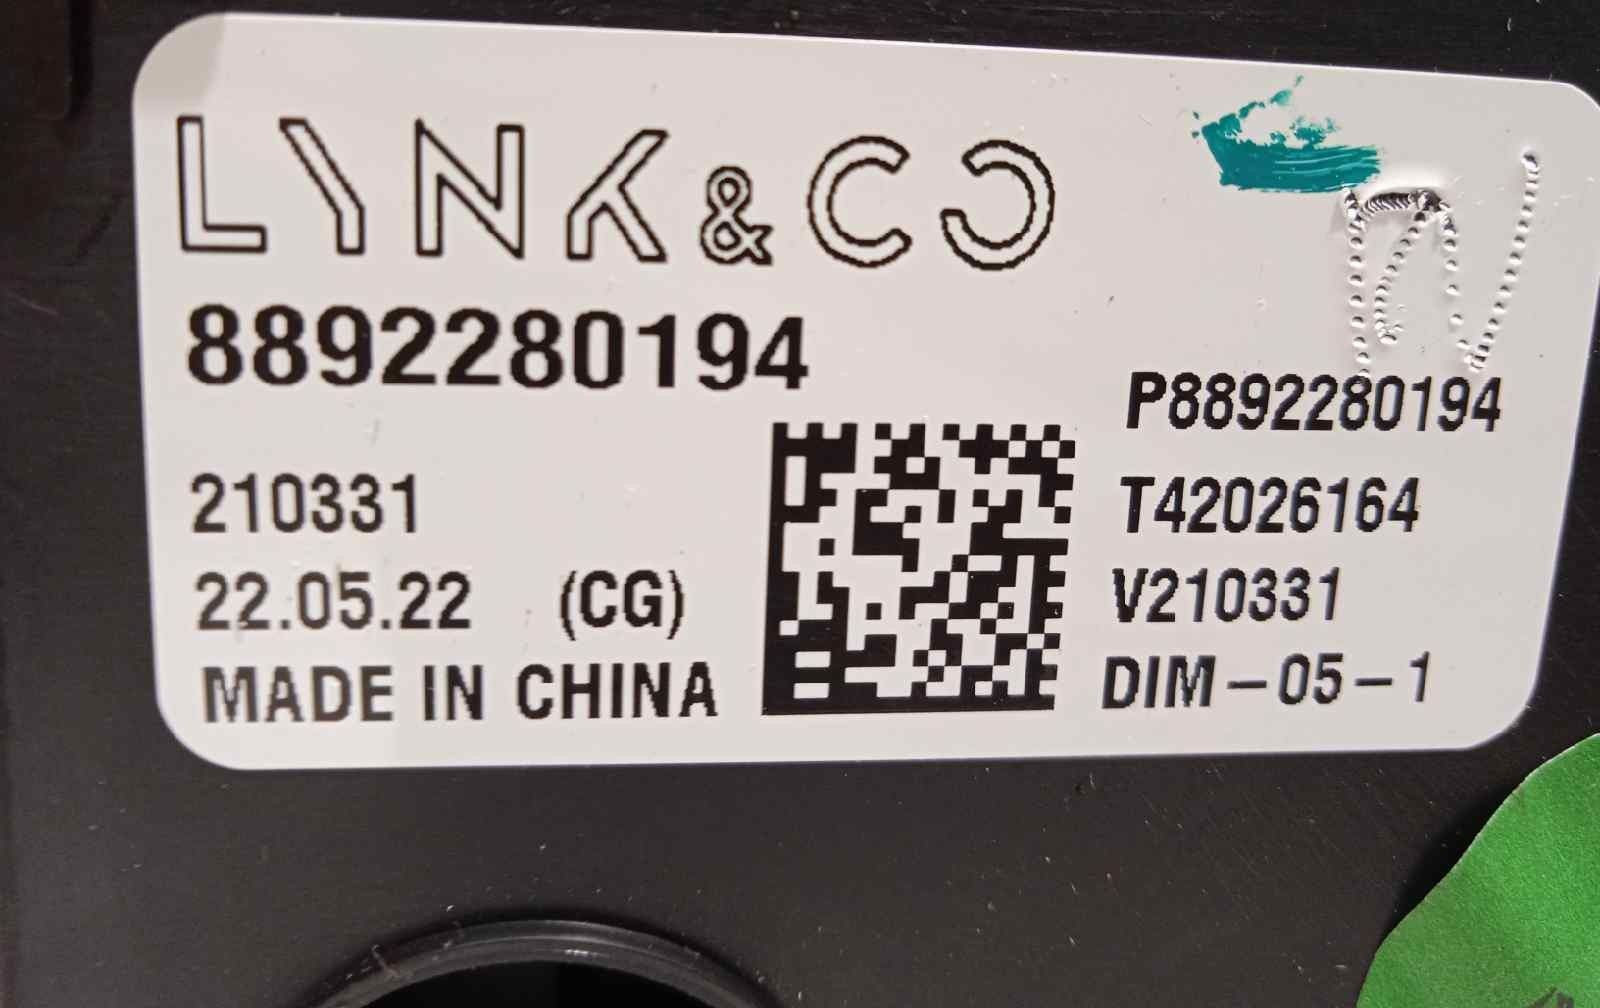 LYNK & CO
8892280194
210331
22.05.22 (CG)
MADE IN CHINA
P8892280194
T42026164
V210331
DIM-05-1